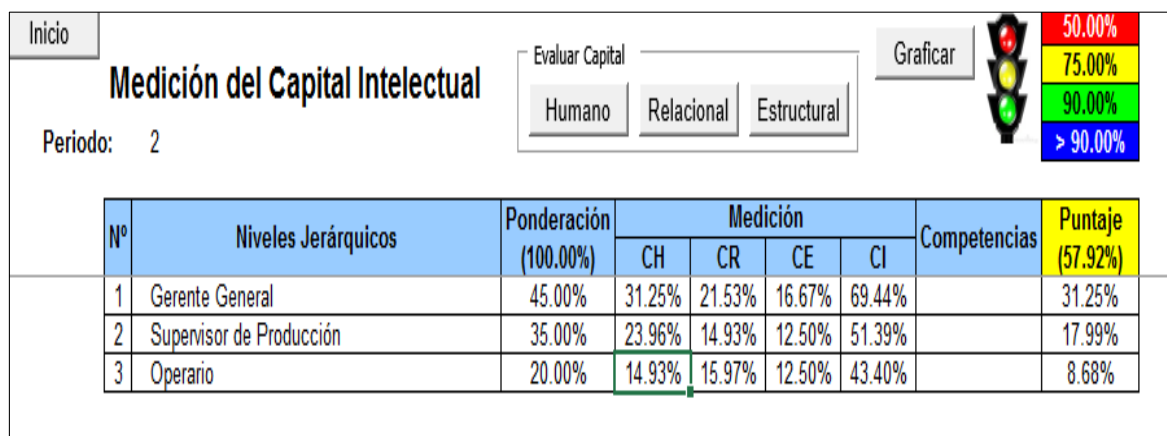 Inicio
Medición del Capital Intelectual
Periodo: 2
Evaluar Capital
Humano Relacional Estructural
Graficar
50.00%
75.00%
90.00%
> 90.00%
Nº Niveles Jerárquicos Ponderación (100.00%) Medición Competencias Puntaje (57.92%)
CH CR CE CI
1 Gerente General 45.00% 31.25% 21.53% 16.67% 69.44% 31.25%
2 Supervisor de Producción 35.00% 23.96% 14.93% 12.50% 51.39% 17.99%
3 Operario 20.00% 14.93% 15.97% 12.50% 43.40% 8.68%